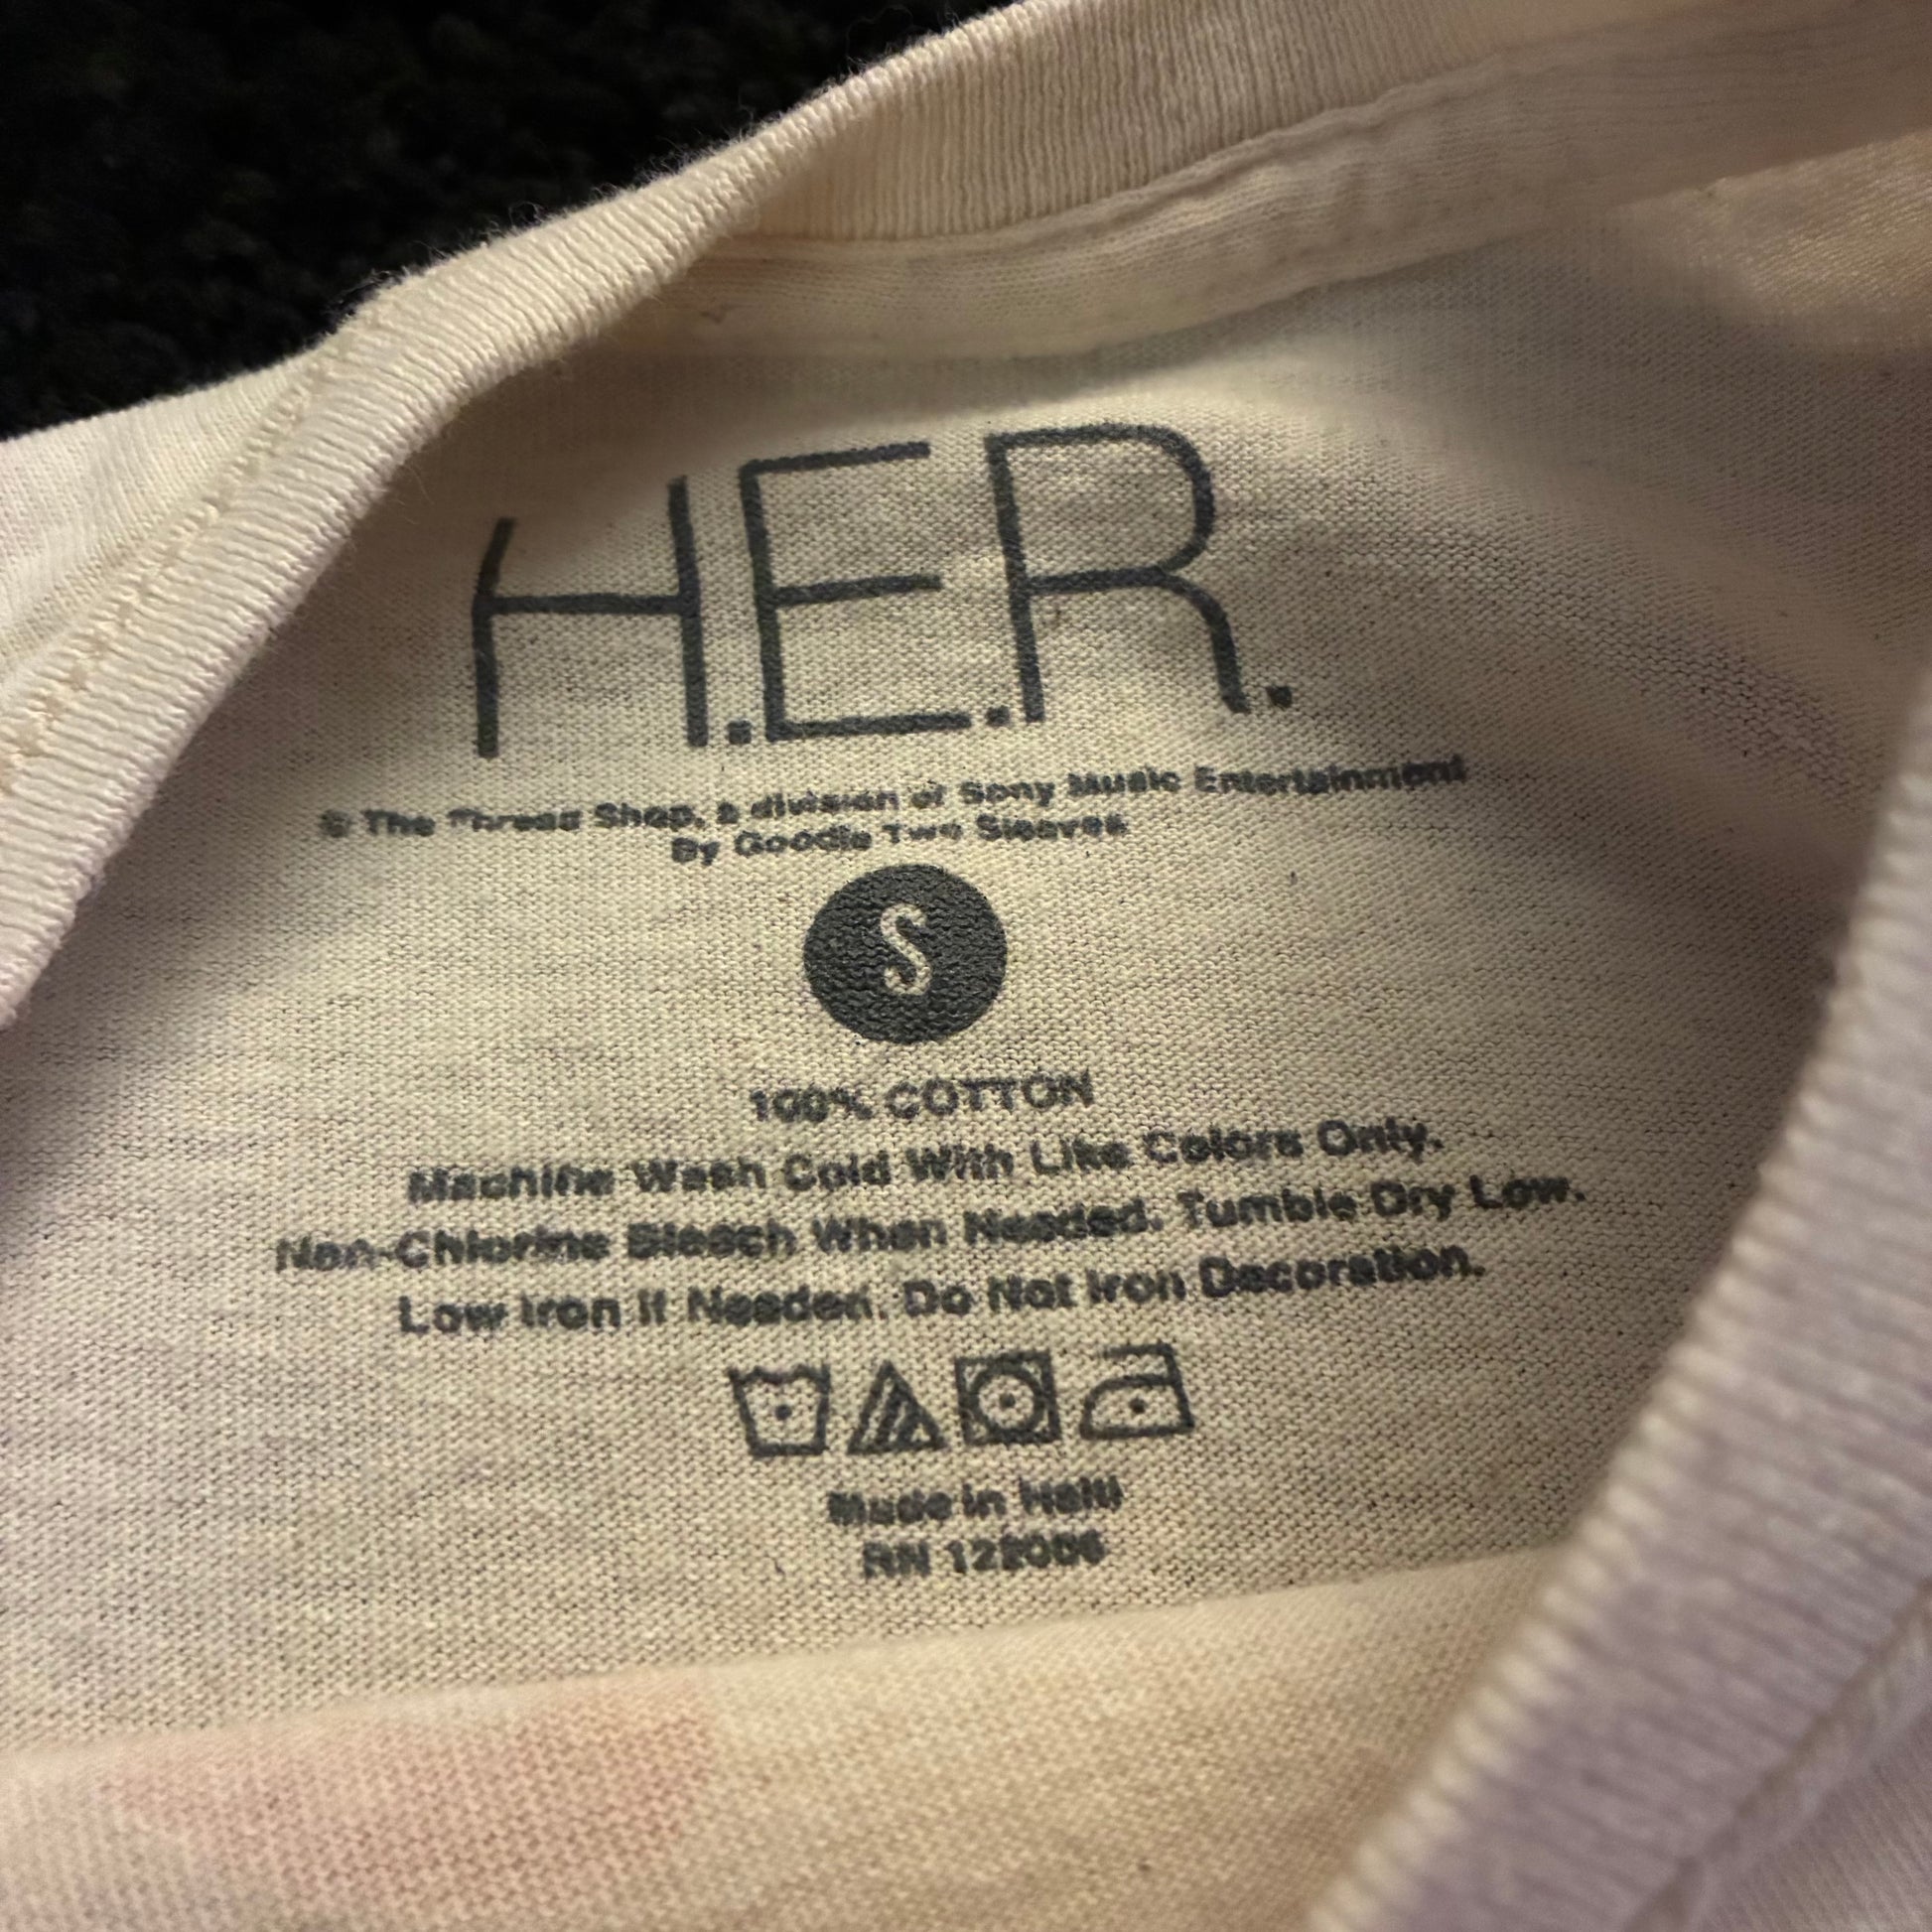 H.E.R.
© The Thread Shop, a division of Sony Music Entertainment
By Goodie Two Sleeves
S
100% COTTON
Machine Wash Cold With Like Colors Only.
Non-Chlorine Bleach When Needed. Tumble Dry Low.
Low Iron If Needed. Do Not Iron Decoration.
Made in Haiti
RN 122006